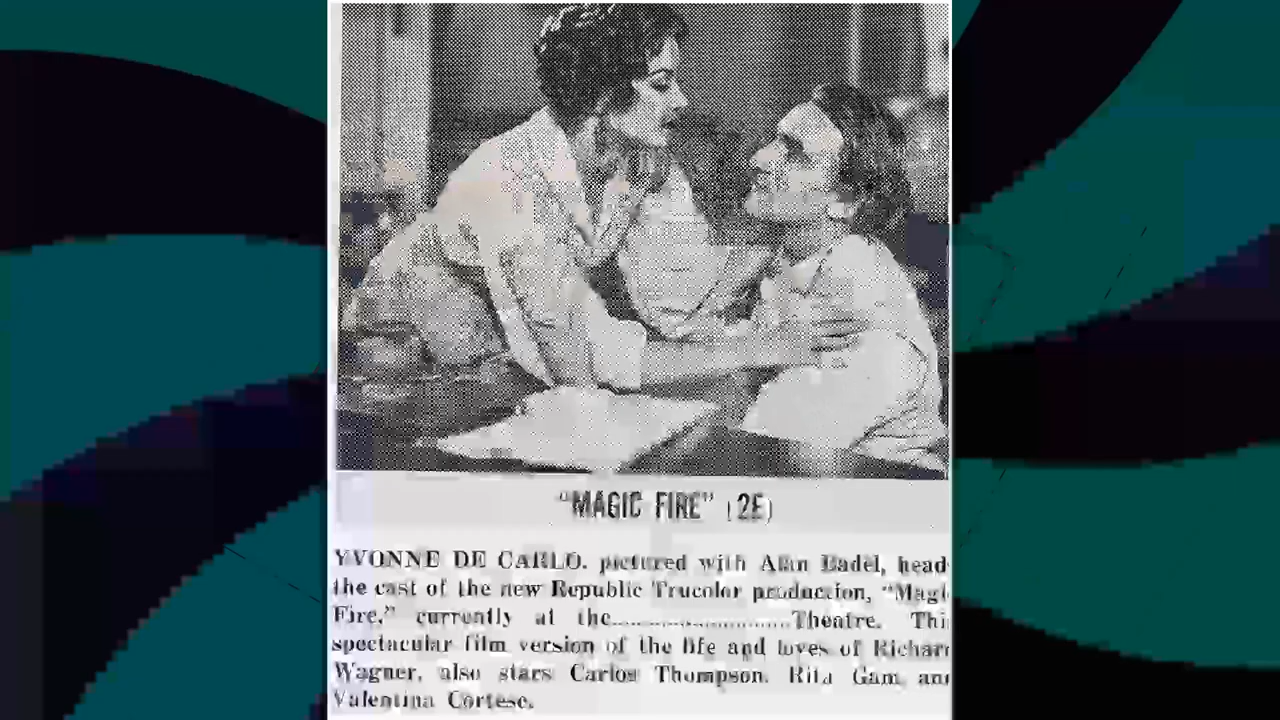 "MAGIC FIRE" (2E)
YVONNE DE CARLO, pictured with Alan Badel, head
the cast of the new Republic Trucolor production, "Magi
Fire," currently at the........................Theatre. Thi
spectacular film version of the life and loves of Richar
Wagner, also stars Carlos Thompson, Rita Gam an
Valentina Cortese.